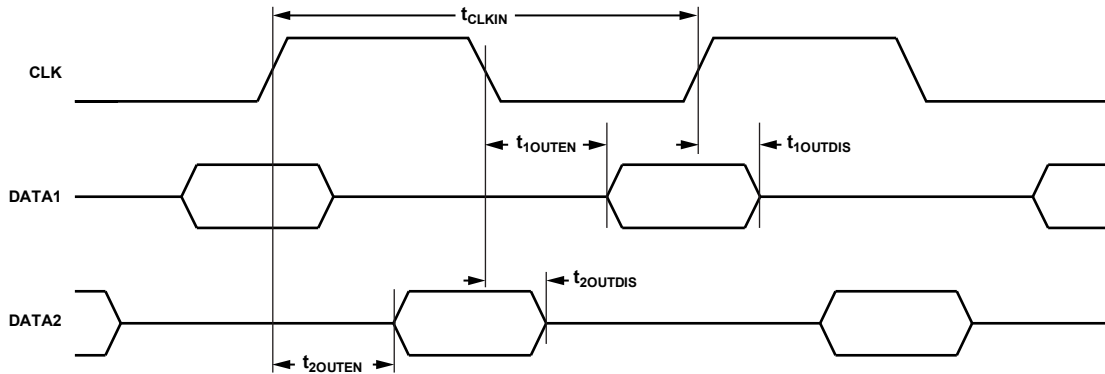 tCLKIN
CLK
t1OUTEN
t1OUTDIS
DATA1
t2OUTDIS
DATA2
t2OUTEN